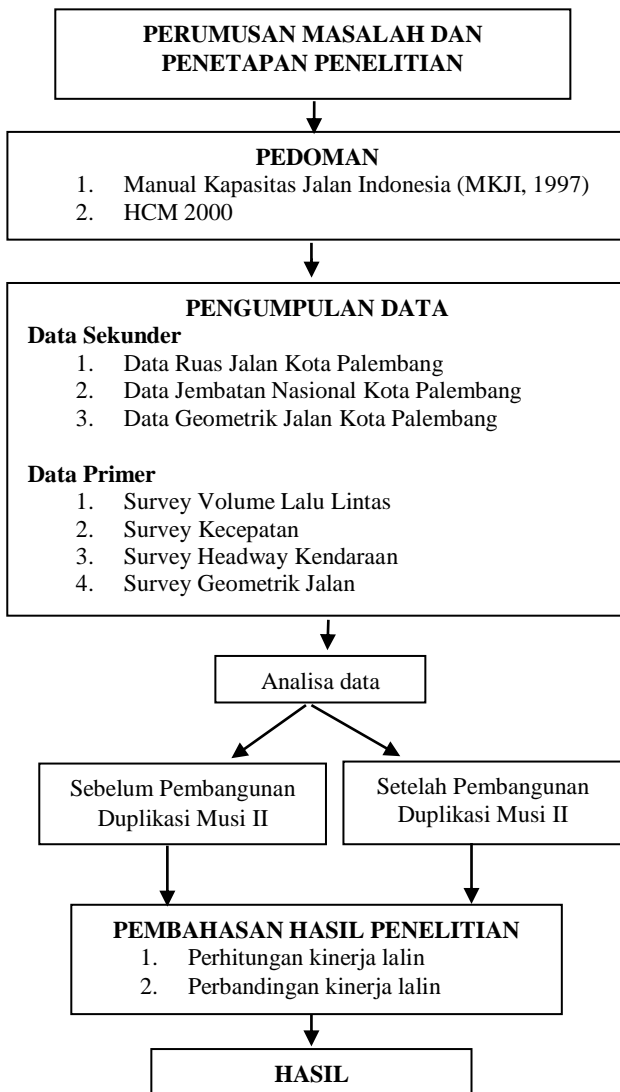 PERUMUSAN MASALAH DAN
PENETAPAN PENELITIAN
PEDOMAN
1. Manual Kapasitas Jalan Indonesia (MKJI, 1997)
2. HCM 2000
PENGUMPULAN DATA
Data Sekunder
1. Data Ruas Jalan Kota Palembang
2. Data Jembatan Nasional Kota Palembang
3. Data Geometrik Jalan Kota Palembang
Data Primer
1. Survey Volume Lalu Lintas
2. Survey Kecepatan
3. Survey Headway Kendaraan
4. Survey Geometrik Jalan
Analisa data
Sebelum Pembangunan
Duplikasi Musi II
Setelah Pembangunan
Duplikasi Musi II
PEMBAHASAN HASIL PENELITIAN
1. Perhitungan kinerja lalin
2. Perbandingan kinerja lalin
HASIL